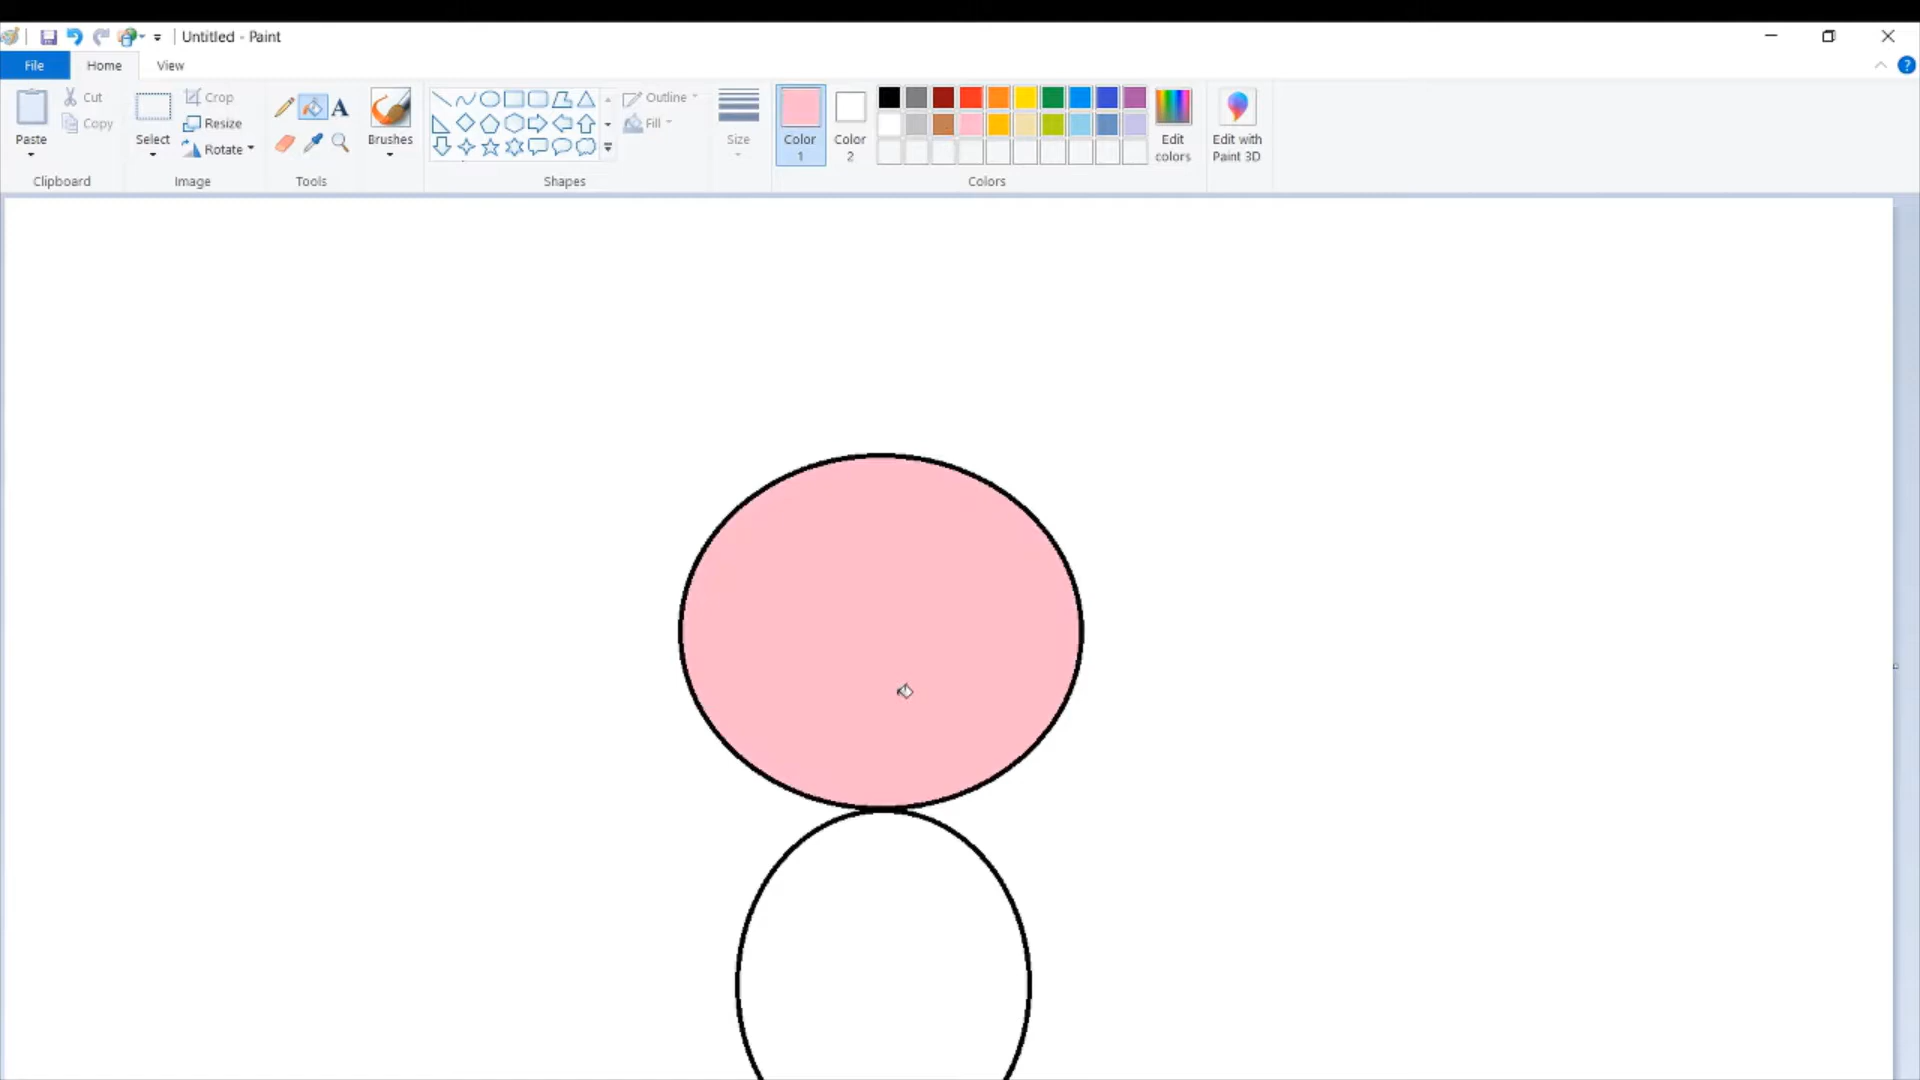 Untitled - Paint
File Home View
Paste
Cut
Copy
Clipboard
Select
Crop
Resize
Rotate
Image
A
Tools
Brushes
Shapes
Outline
Fill
Size
Color 1
Color 2
Colors
Edit colors
Edit with Paint 3D
?